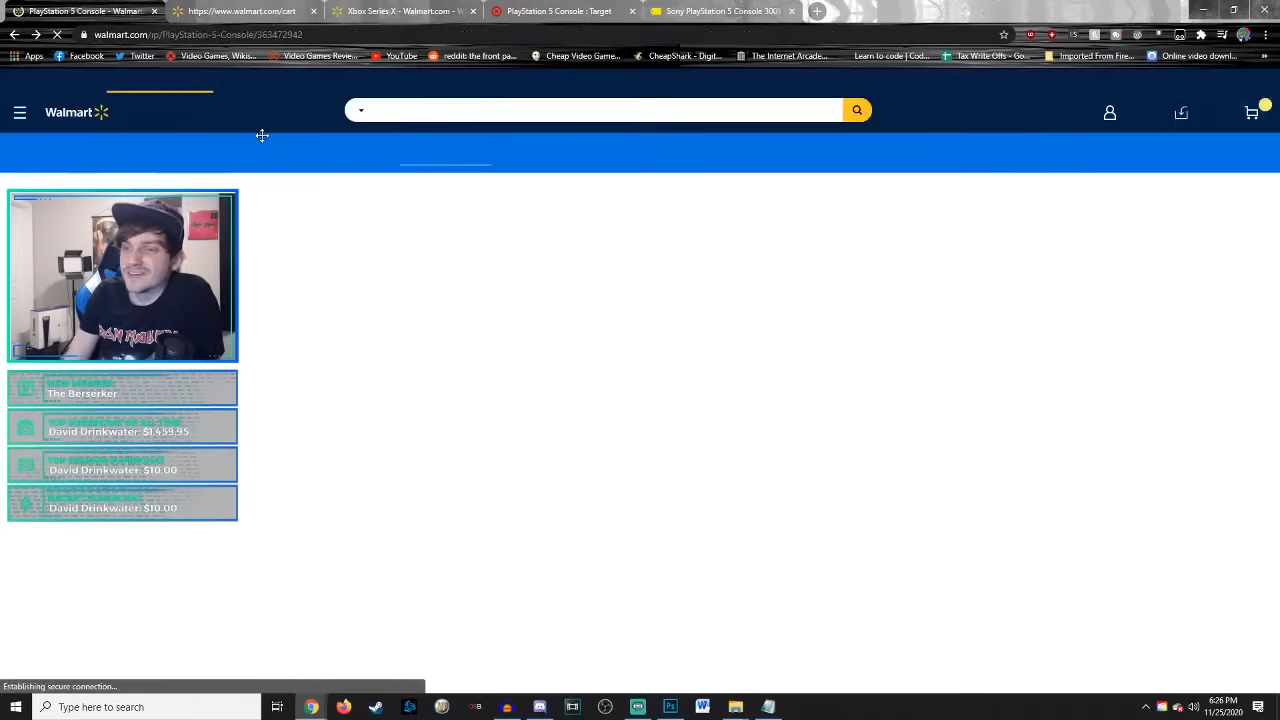 PlayStation 5 Console - Walmart
https://www.walmart.com/cart
Xbox Series X - Walmart.com - W
PlayStation 5 Console : Target
Sony PlayStation 5 Console 300
walmart.com/ip/PlayStation-5-Console/363472942
Apps
Facebook
Twitter
Video Games, Wikis...
Video Games Revie...
YouTube
reddit: the front pa...
Cheap Video Game...
CheapShark - Digit...
The Internet Arcade...
Learn to code | Cod...
Tax Write Offs - Go...
Imported From Fire...
Online video downl...
Walmart
The Berserker
David Drinkwater: $1,459.95
David Drinkwater: $10.00
David Drinkwater: $10.00
Establishing secure connection...
Type here to search
6:26 PM
11/25/2020